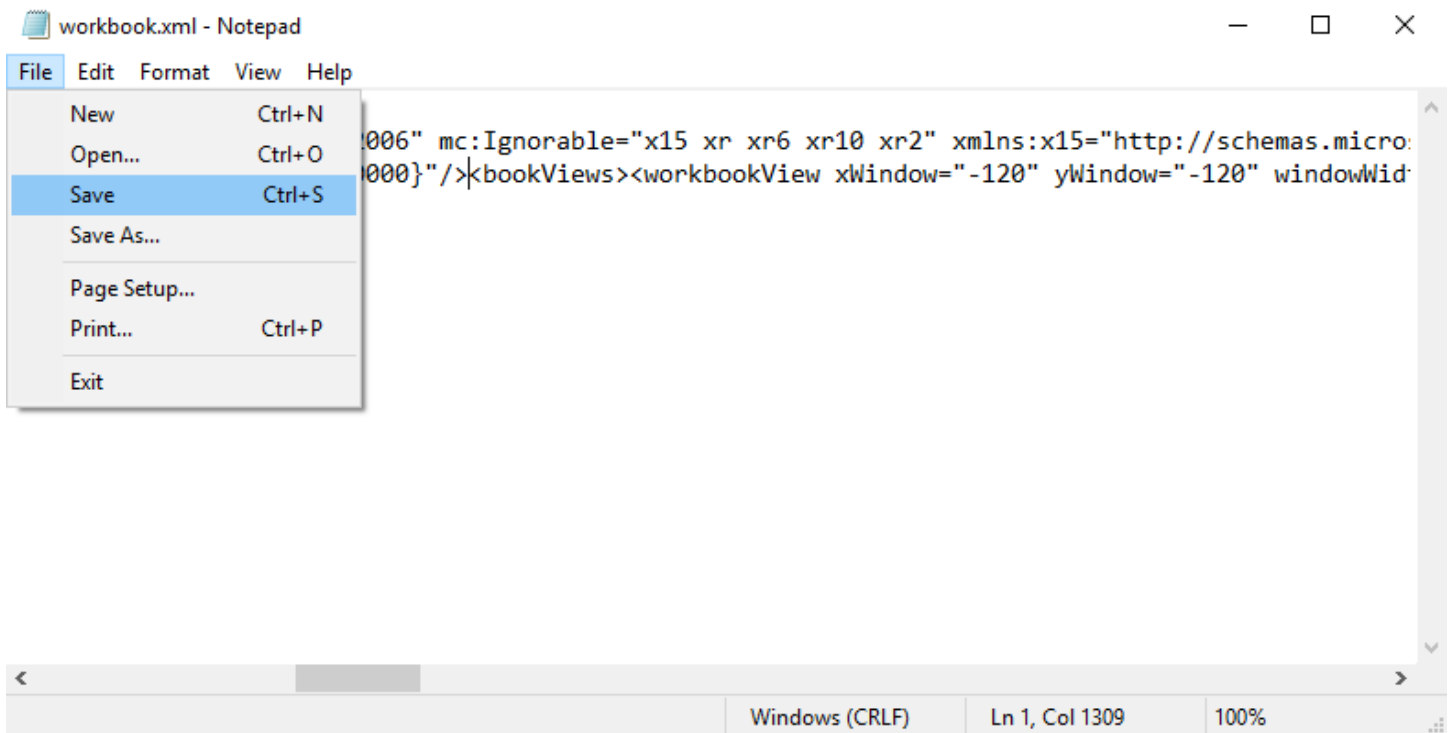 workbook.xml - Notepad
File Edit Format View Help
New Ctrl+N
Open... Ctrl+O
Save Ctrl+S
Save As...
Page Setup...
Print... Ctrl+P
Exit
2006" mc:Ignorable="x15 xr xr6 xr10 xr2" xmlns:x15="http://schemas.micro
0000}"/><bookViews><workbookView xWindow="-120" yWindow="-120" windowWid
Windows (CRLF) Ln 1, Col 1309 100%